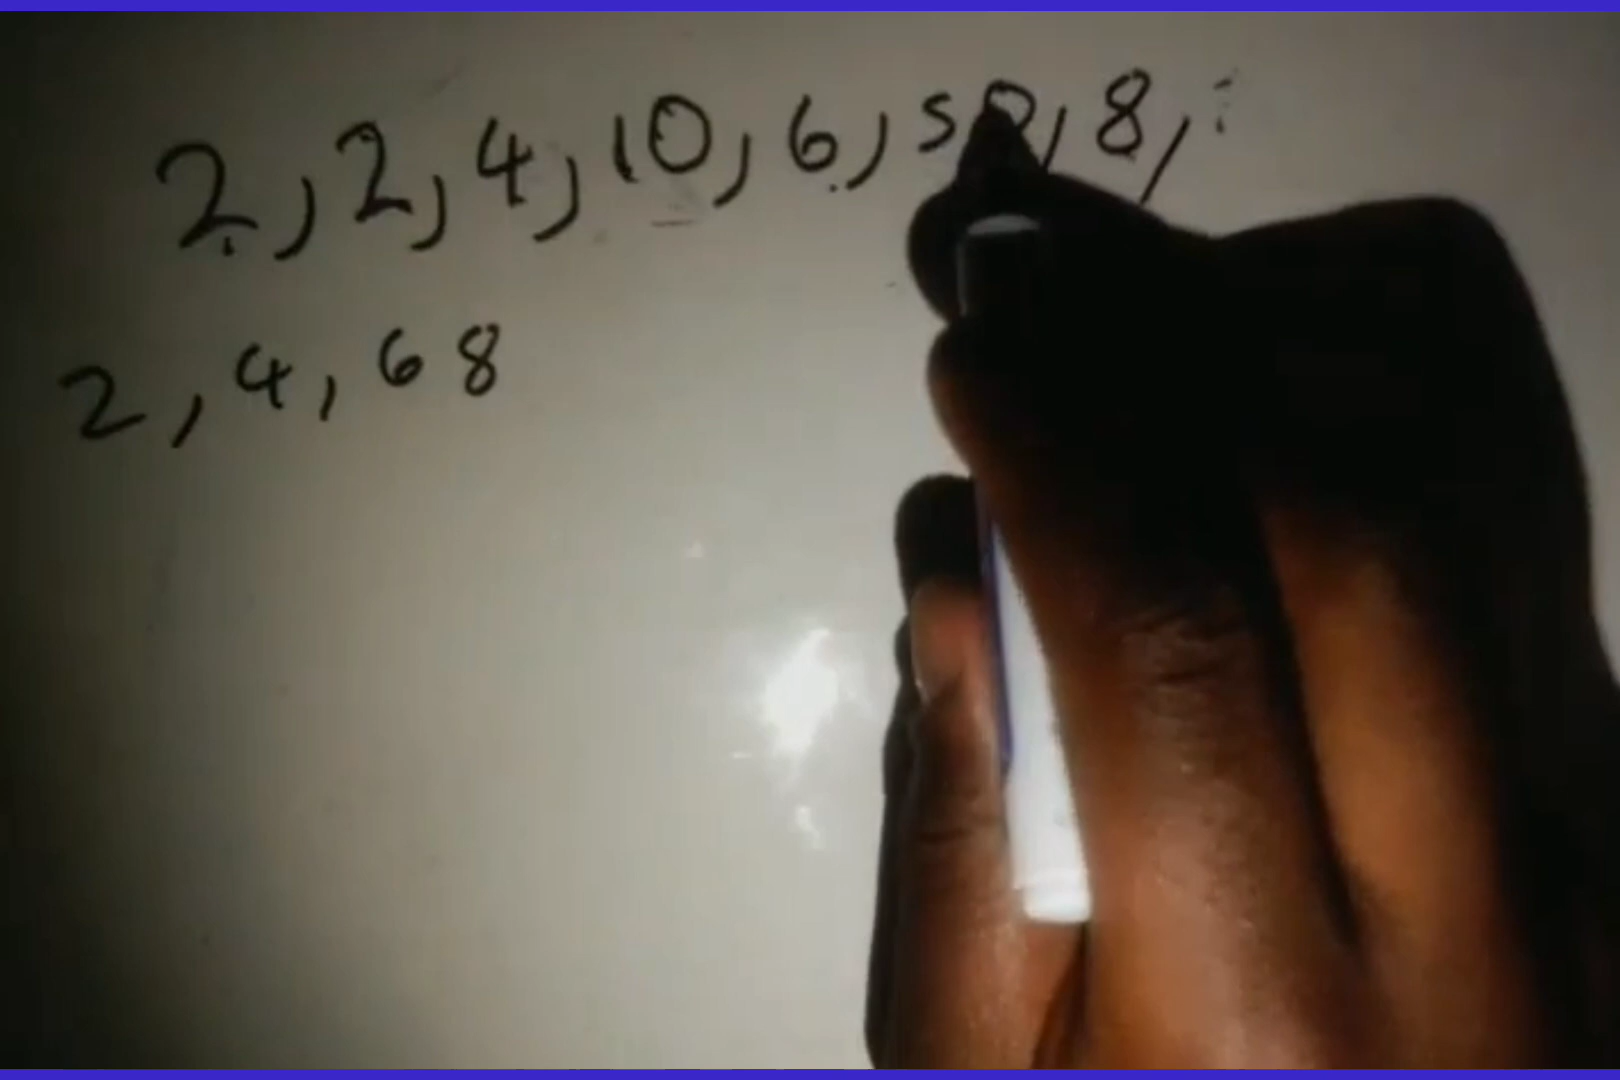 2, 2, 4, 10, 6, 50, 8,
2, 4, 6 8